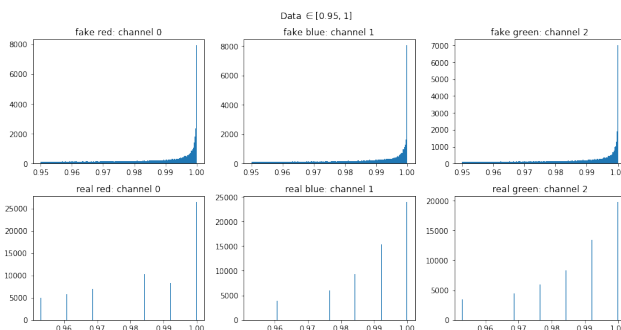 Data ∈ [0.95, 1]
fake red: channel 0
fake blue: channel 1
fake green: channel 2
8000
6000
4000
2000
0
0.95 0.96 0.97 0.98 0.99 1.00
8000
6000
4000
2000
0
0.95 0.96 0.97 0.98 0.99 1.00
7000
6000
5000
4000
3000
2000
1000
0
0.95 0.96 0.97 0.98 0.99 1.00
real red: channel 0
real blue: channel 1
real green: channel 2
25000
20000
15000
10000
5000
0
0.96 0.97 0.98 0.99 1.00
25000
20000
15000
10000
5000
0
0.96 0.97 0.98 0.99 1.00
20000
15000
10000
5000
0
0.96 0.97 0.98 0.99 1.00